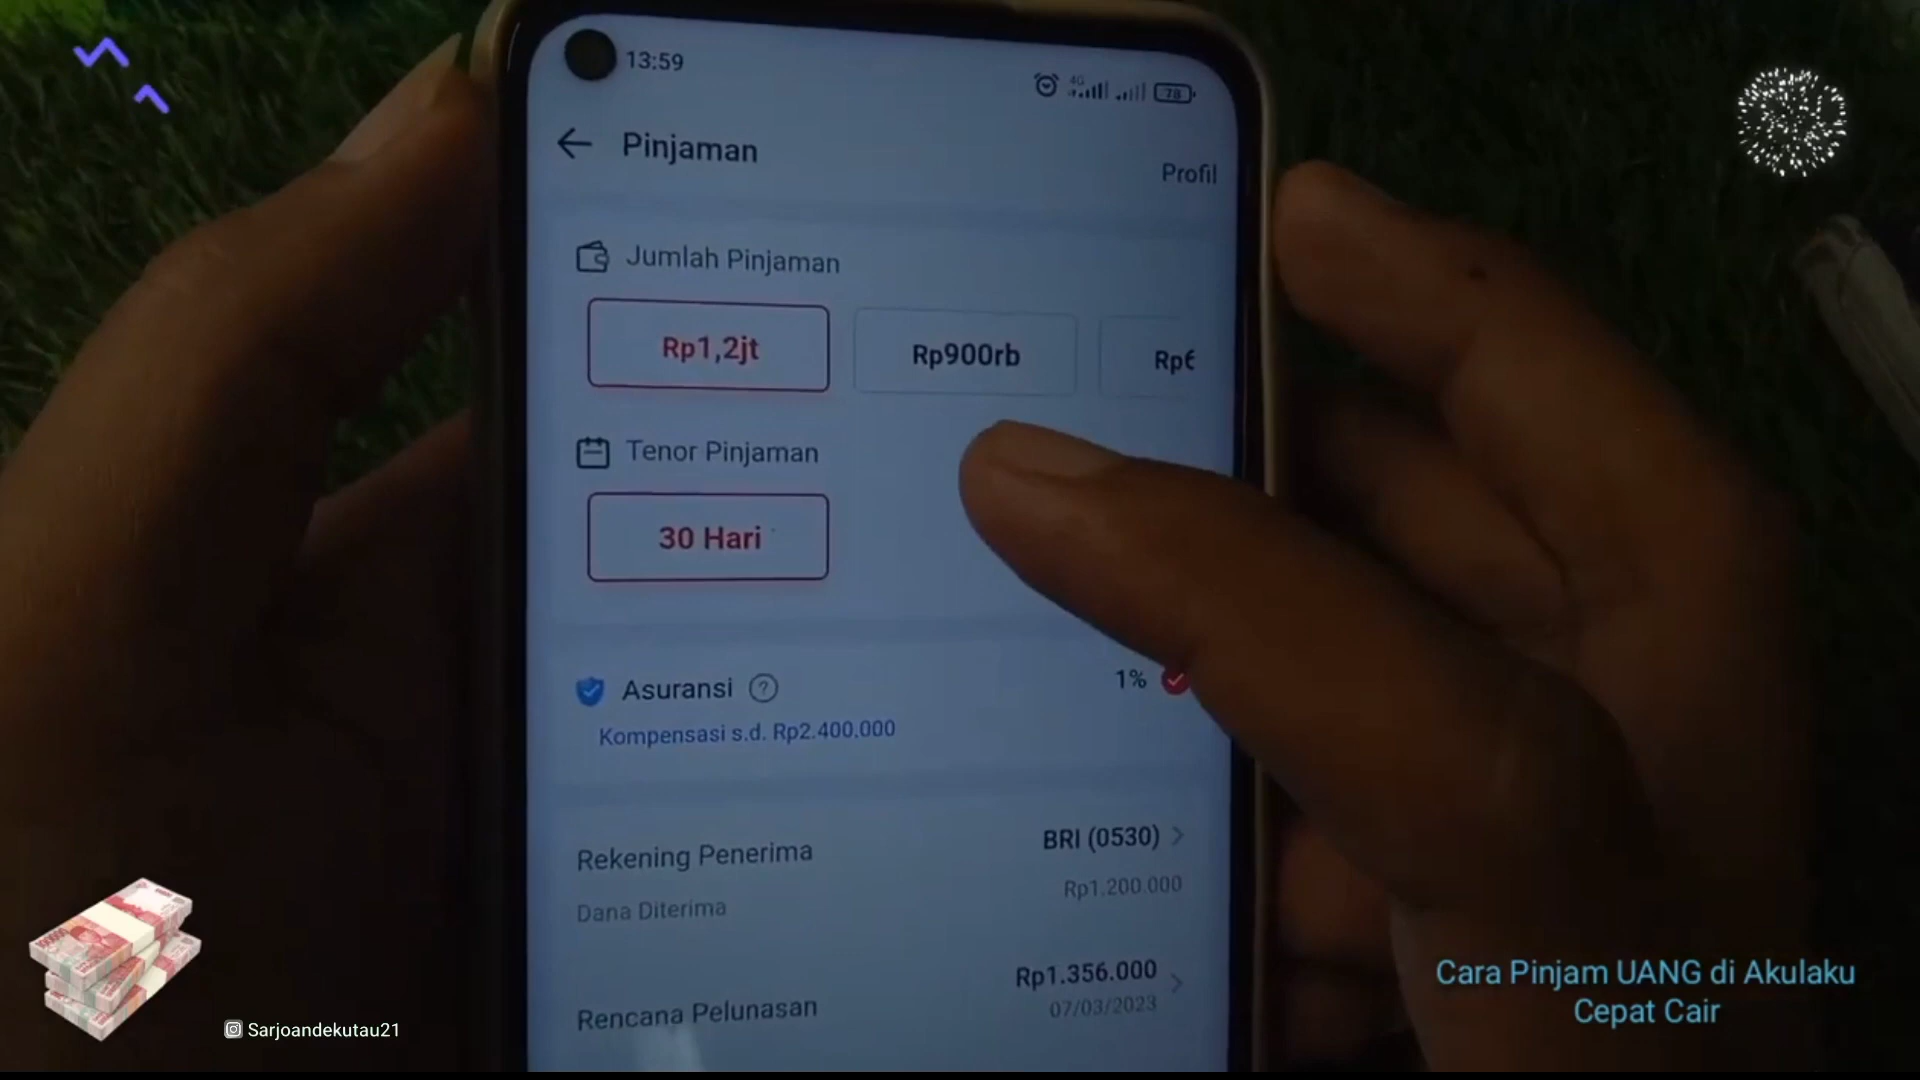 13:59
4G
78
Pinjaman
Profil
Jumlah Pinjaman
Rp1,2jt
Rp900rb
Tenor Pinjaman
30 Hari
Asuransi ?
1%
Kompensasi s.d. Rp2.400.000
Rekening Penerima
BRI (0530)
Dana Diterima
Rp1.200.000
Rencana Pelunasan
Rp1.356.000
07/03/2023
Sarjoandekutau21
Cara Pinjam UANG di Akulaku
Cepat Cair